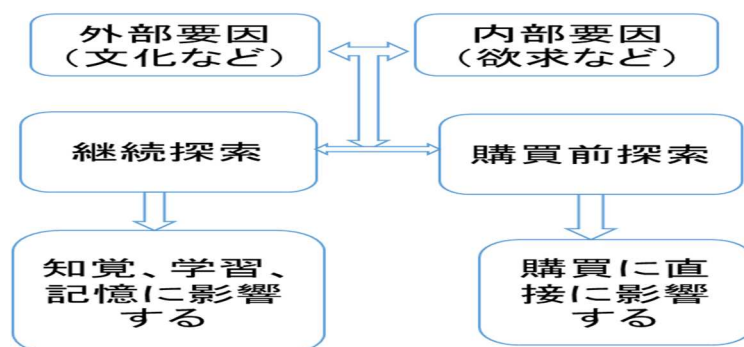 外部要因
（文化など）
内部要因
（欲求など）
継続探索
購買前探索
知覚、学習、
記憶に影響
する
購買に直
接に影響
する